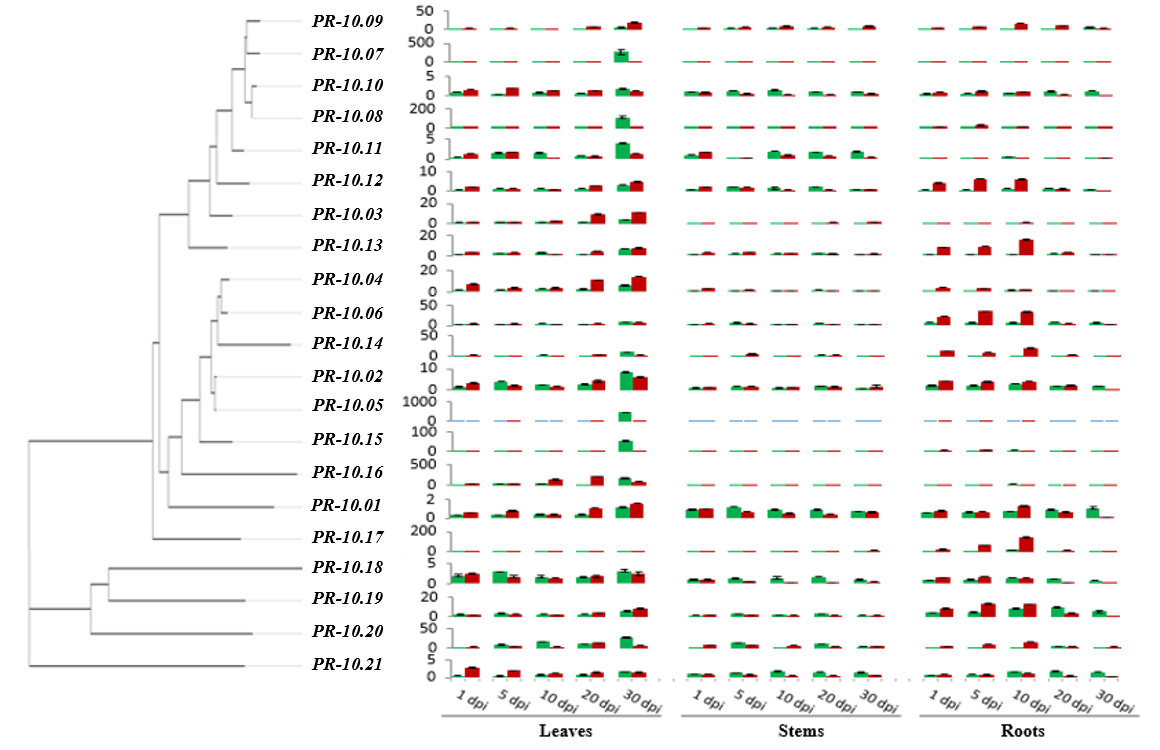 PR-10.09 50 0
PR-10.07 500 0
PR-10.10 5 0
PR-10.08 200 0
PR-10.11 5 0
PR-10.12 10 0
PR-10.03 20 0
PR-10.13 20 0
PR-10.04 20 0
PR-10.06 50 0
PR-10.14 50 0
PR-10.02 10 0
PR-10.05 1000 0
PR-10.15 100 0
PR-10.16 500 0
PR-10.01 2 0
PR-10.17 200 0
PR-10.18 5 0
PR-10.19 20 0
PR-10.20 50 0
PR-10.21 5 0
1 dpi 5 dpi 10 dpi 20 dpi 30 dpi 1 dpi 5 dpi 10 dpi 20 dpi 30 dpi 1 dpi 5 dpi 10 dpi 20 dpi 30 dpi
Leaves Stems Roots